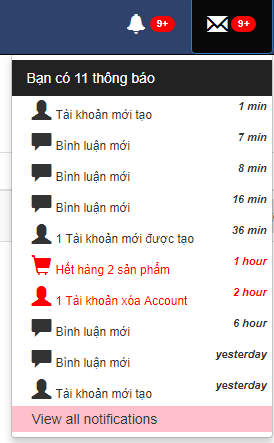 9+ 9+
Bạn có 11 thông báo
Tài khoản mới tạo 1 min
Bình luận mới 7 min
Bình luận mới 8 min
Bình luận mới 16 min
1 Tài khoản mới được tạo 36 min
Hết hàng 2 sản phẩm 1 hour
1 Tài khoản xóa Account 2 hour
Bình luận mới 6 hour
Bình luận mới yesterday
Tài khoản mới tạo yesterday
View all notifications